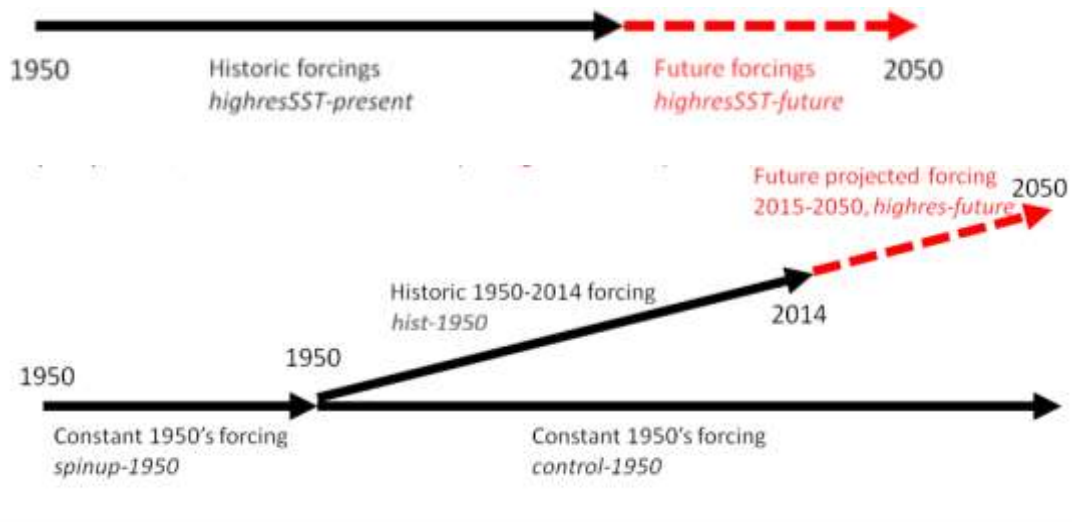 1950
Historic forcings
highresSST-present
2014
Future forcings
highresSST-future
2050
Future projected forcing
2015-2050, highres-future
2050
Historic 1950-2014 forcing
hist-1950
2014
1950
1950
Constant 1950's forcing
spinup-1950
Constant 1950's forcing
control-1950